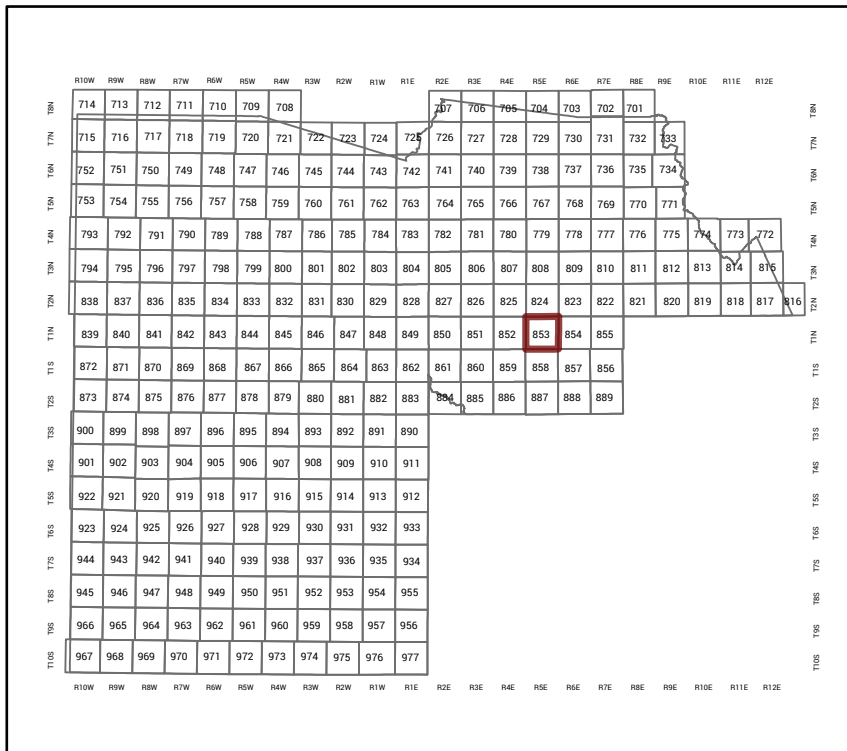 R10W R9W R8W R7W R6W R5W R4W R3W R2W R1W R1E R2E R3E R4E R5E R6E R7E R8E R9E R10E R11E R12E
T8N 714 713 712 711 710 709 708 707 706 705 704 703 702 701 T8N
T7N 715 716 717 718 719 720 721 722 723 724 725 726 727 728 729 730 731 732 733 T7N
T6N 752 751 750 749 748 747 746 745 744 743 742 741 740 739 738 737 736 735 734 T6N
T5N 753 754 755 756 757 758 759 760 761 762 763 764 765 766 767 768 769 770 771 T5N
T4N 793 792 791 790 789 788 787 786 785 784 783 782 781 780 779 778 777 776 775 774 773 772 T4N
T3N 794 795 796 797 798 799 800 801 802 803 804 805 806 807 808 809 810 811 812 813 814 815 T3N
T2N 838 837 836 835 834 833 832 831 830 829 828 827 826 825 824 823 822 821 820 819 818 817 816 T2N
T1N 839 840 841 842 843 844 845 846 847 848 849 850 851 852 853 854 855 T1N
T1S 872 871 870 869 868 867 866 865 864 863 862 861 860 859 858 857 856 T1S
T2S 873 874 875 876 877 878 879 880 881 882 883 884 885 886 887 888 889 T2S
T3S 900 899 898 897 896 895 894 893 892 891 890 T3S
T4S 901 902 903 904 905 906 907 908 909 910 911 T4S
T5S 922 921 920 919 918 917 916 915 914 913 912 T5S
T6S 923 924 925 926 927 928 929 930 931 932 933 T6S
T7S 944 943 942 941 940 939 938 937 936 935 934 T7S
T8S 945 946 947 948 949 950 951 952 953 954 955 T8S
T9S 966 965 964 963 962 961 960 959 958 957 956 T9S
T10S 967 968 969 970 971 972 973 974 975 976 977 T10S
R10W R9W R8W R7W R6W R5W R4W R3W R2W R1W R1E R2E R3E R4E R5E R6E R7E R8E R9E R10E R11E R12E